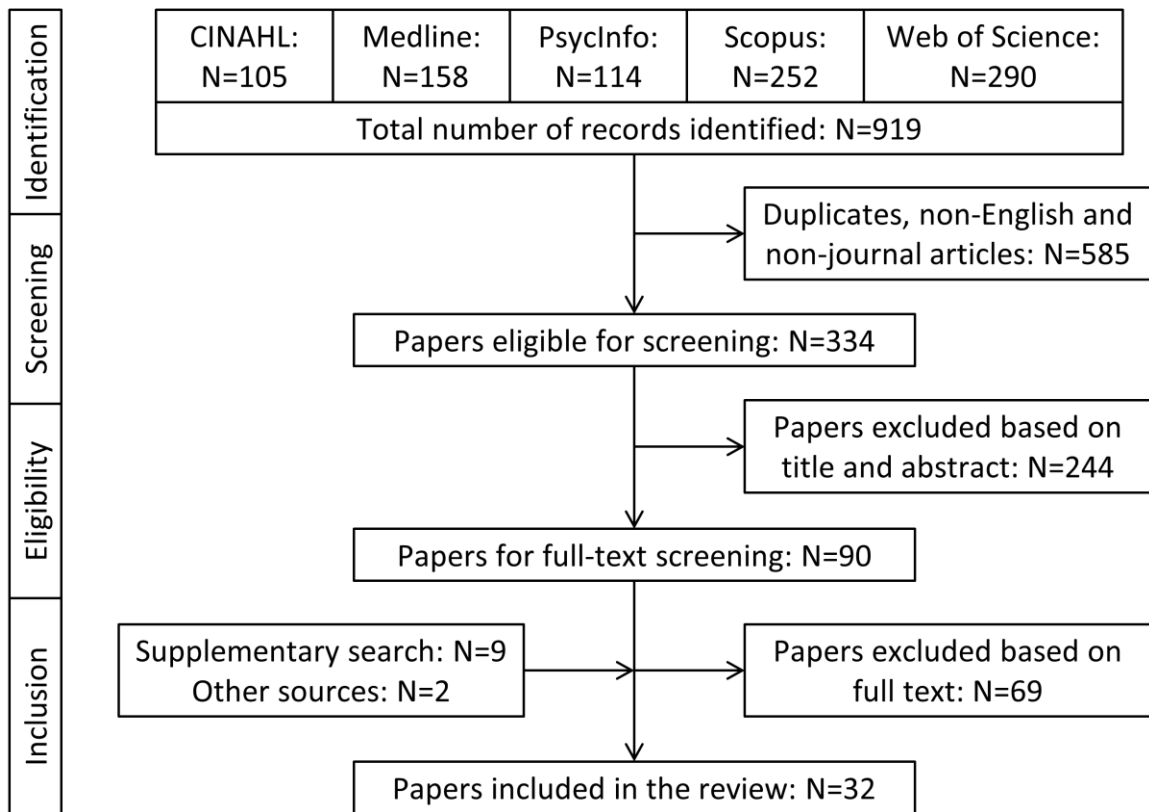 Identification
CINAHL:
N=105
Medline:
N=158
PsycInfo:
N=114
Scopus:
N=252
Web of Science:
N=290
Total number of records identified: N=919
Screening
Duplicates, non-English and
non-journal articles: N=585
Papers eligible for screening: N=334
Eligibility
Papers excluded based on
title and abstract: N=244
Papers for full-text screening: N=90
Inclusion
Supplementary search: N=9
Other sources: N=2
Papers excluded based on
full text: N=69
Papers included in the review: N=32